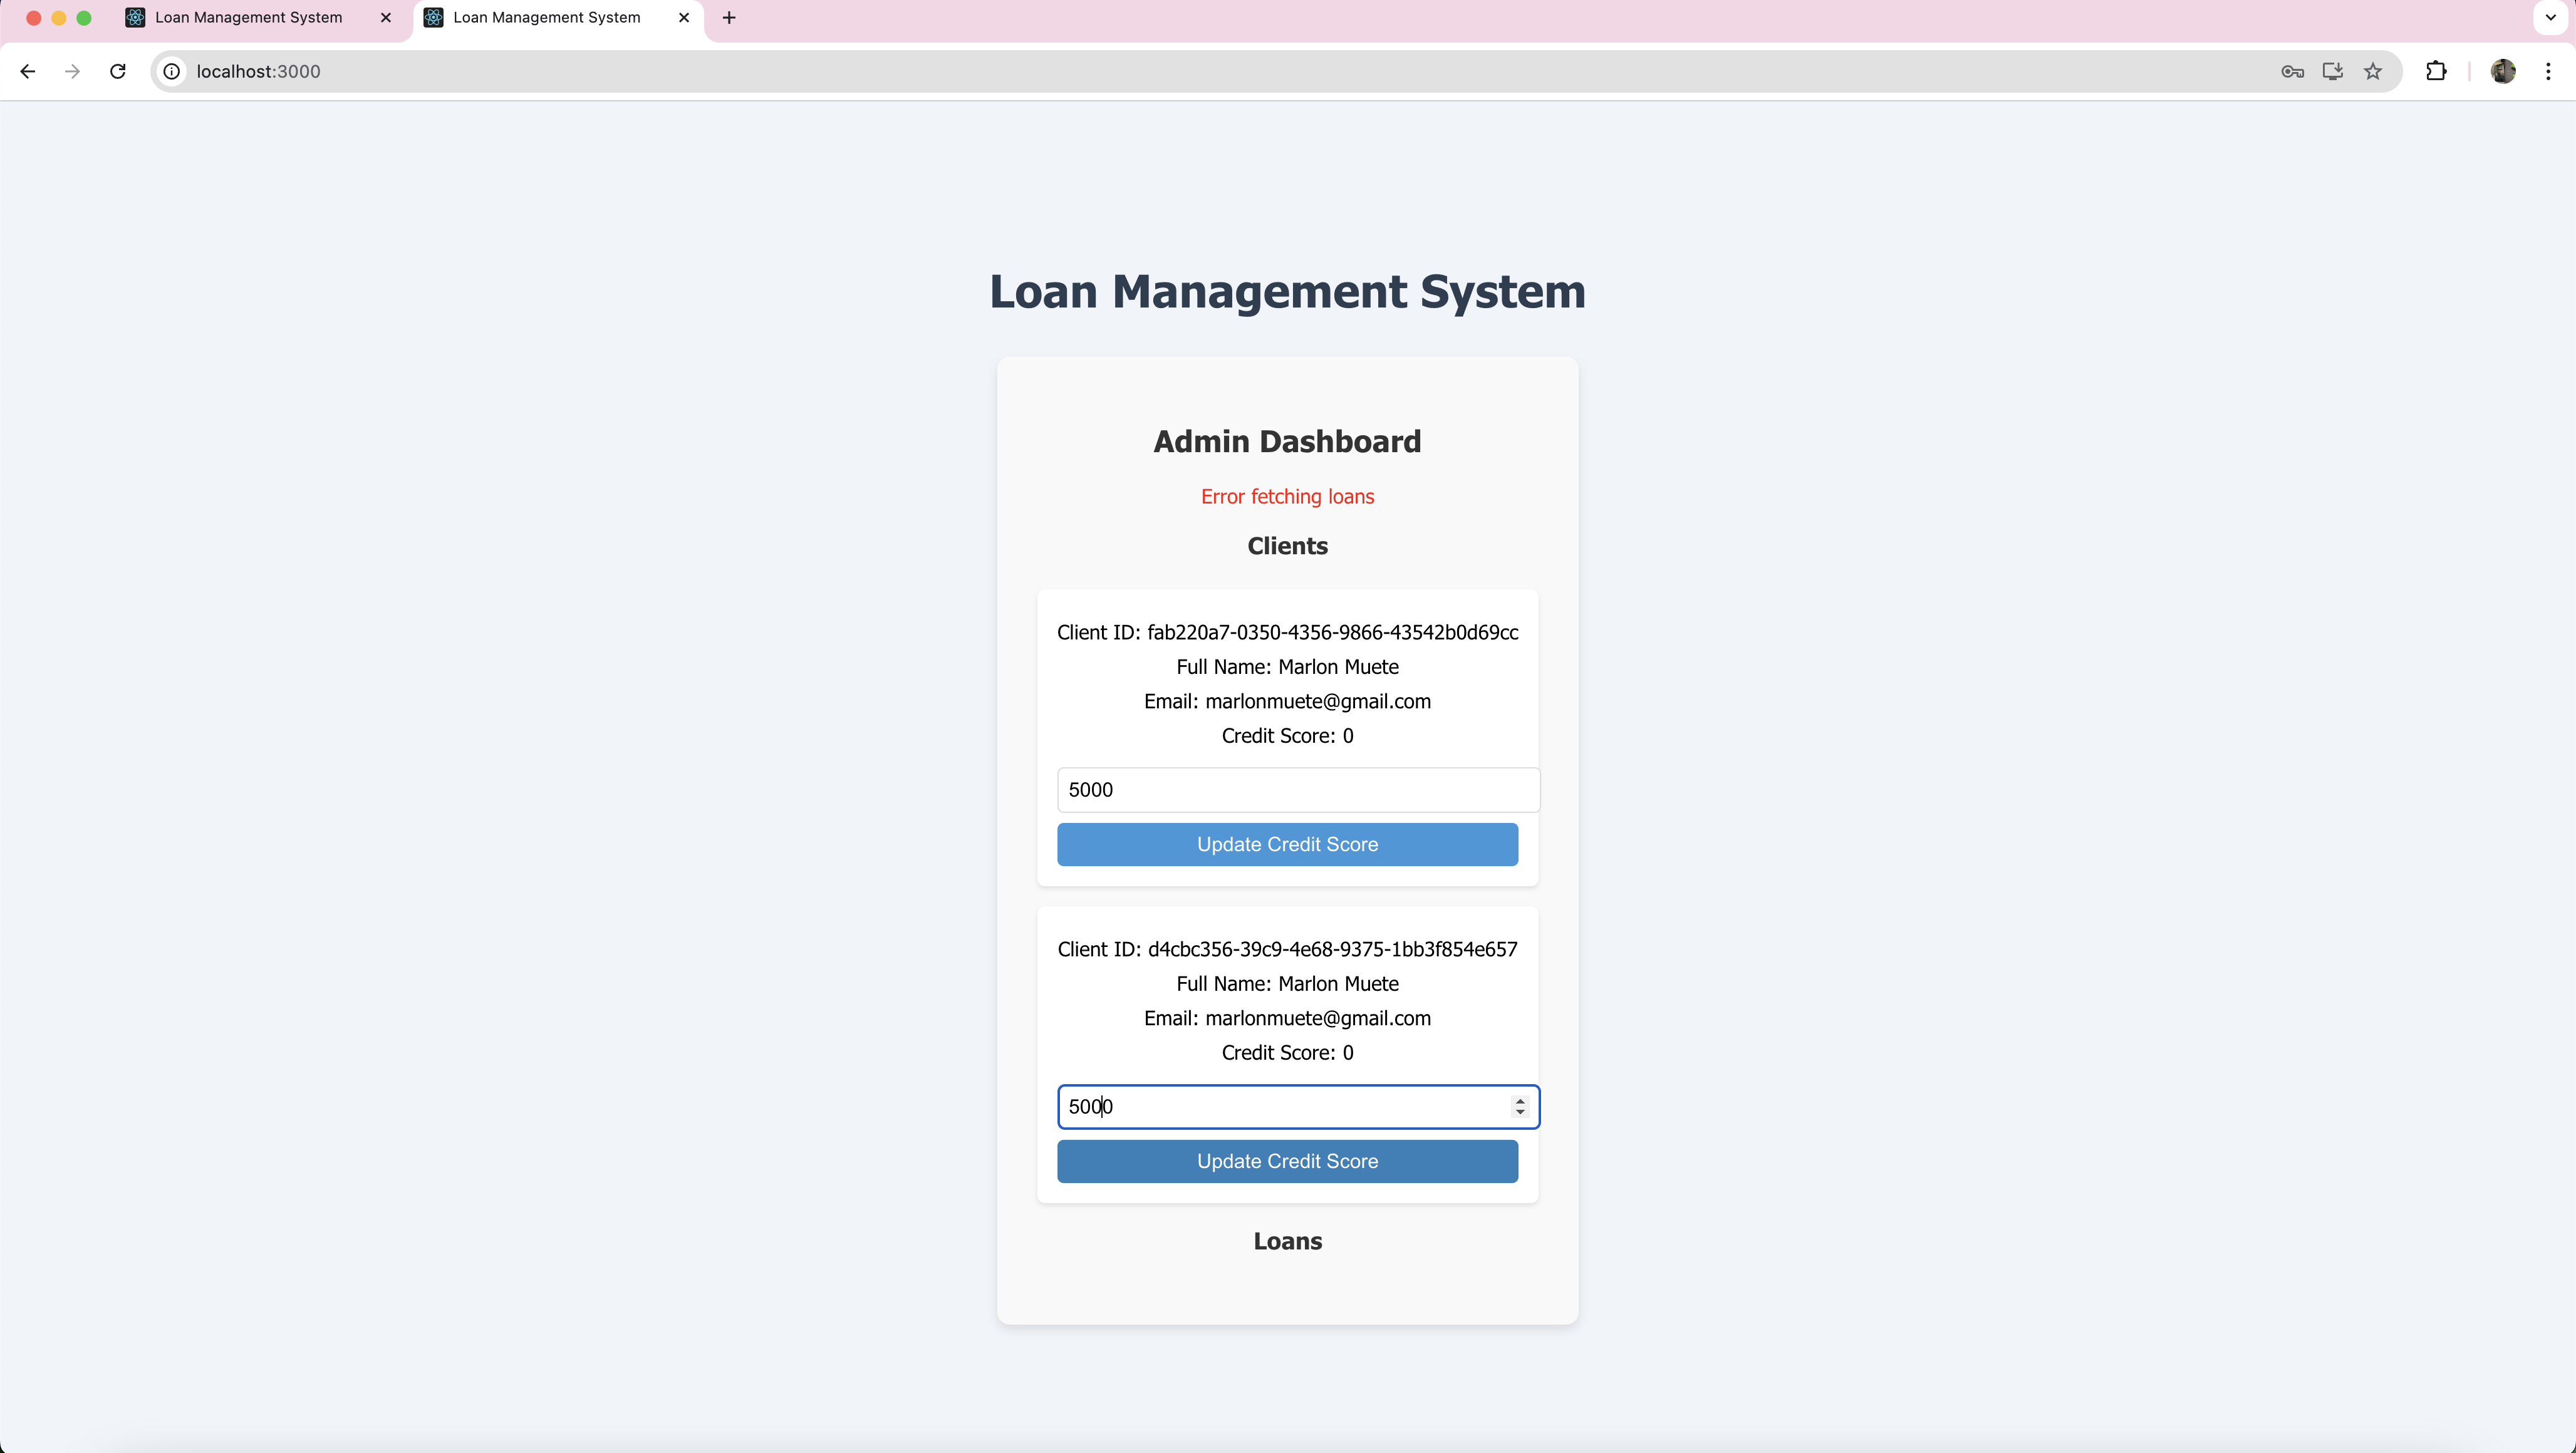 Loan Management System
Loan Management System
localhost:3000
Loan Management System
Admin Dashboard
Error fetching loans
Clients
Client ID: fab220a7-0350-4356-9866-43542b0d69cc
Full Name: Marlon Muete
Email: marlonmuete@gmail.com
Credit Score: 0
5000
Update Credit Score
Client ID: d4cbc356-39c9-4e68-9375-1bb3f854e657
Full Name: Marlon Muete
Email: marlonmuete@gmail.com
Credit Score: 0
5000
Update Credit Score
Loans